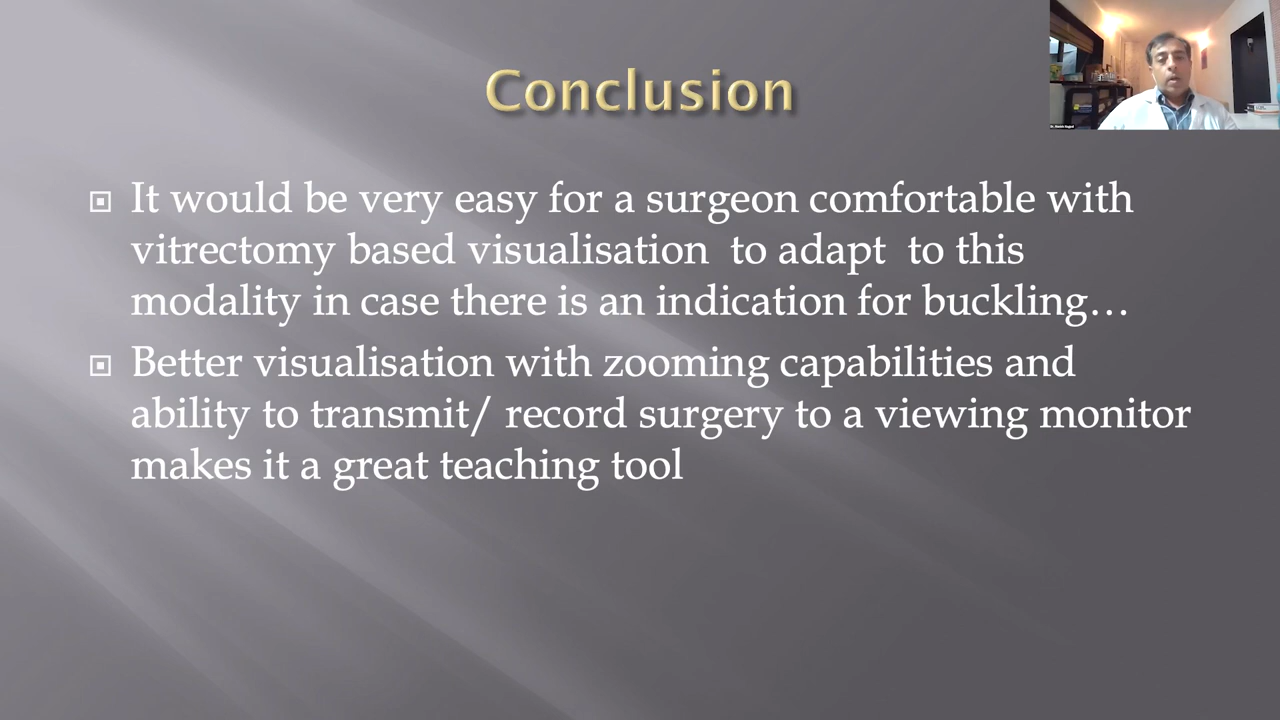 Conclusion
It would be very easy for a surgeon comfortable with
vitrectomy based visualisation to adapt to this
modality in case there is an indication for buckling…
Better visualisation with zooming capabilities and
ability to transmit/ record surgery to a viewing monitor
makes it a great teaching tool